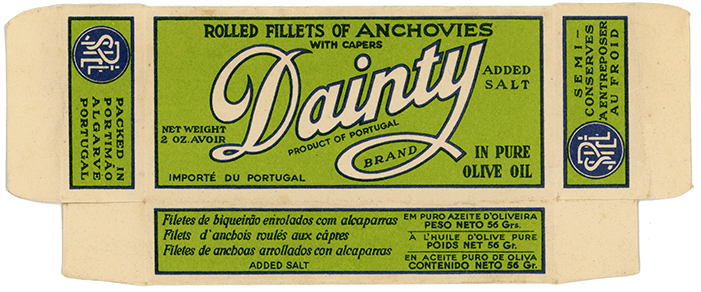 ROLLED FILLETS OF ANCHOVIES
WITH CAPERS
Dainty
ADDED
SALT
NET WEIGHT
2 OZ. AVOIR
PRODUCT OF PORTUGAL
BRAND
IN PURE
OLIVE OIL
IMPORTÉ DU PORTUGAL
PACKED IN
PORTIMÃO
ALGARVE
PORTUGAL
SEMI-
CONSERVES
A ENTREPOSER
AU FROID
Filetes de biqueirão enrolados com alcaparras
Filets d'anchois roulés aux câpres
Filetes de anchoas arrollados con alcaparras
ADDED SALT
EM PURO AZEITE D'OLIVEIRA
PESO NETO 56 Grs.
A L'HUILE D'OLIVE PURE
POIDS NET 56 Gr.
EN ACEITE PURO DE OLIVA
CONTENIDO NETO 56 Gr.